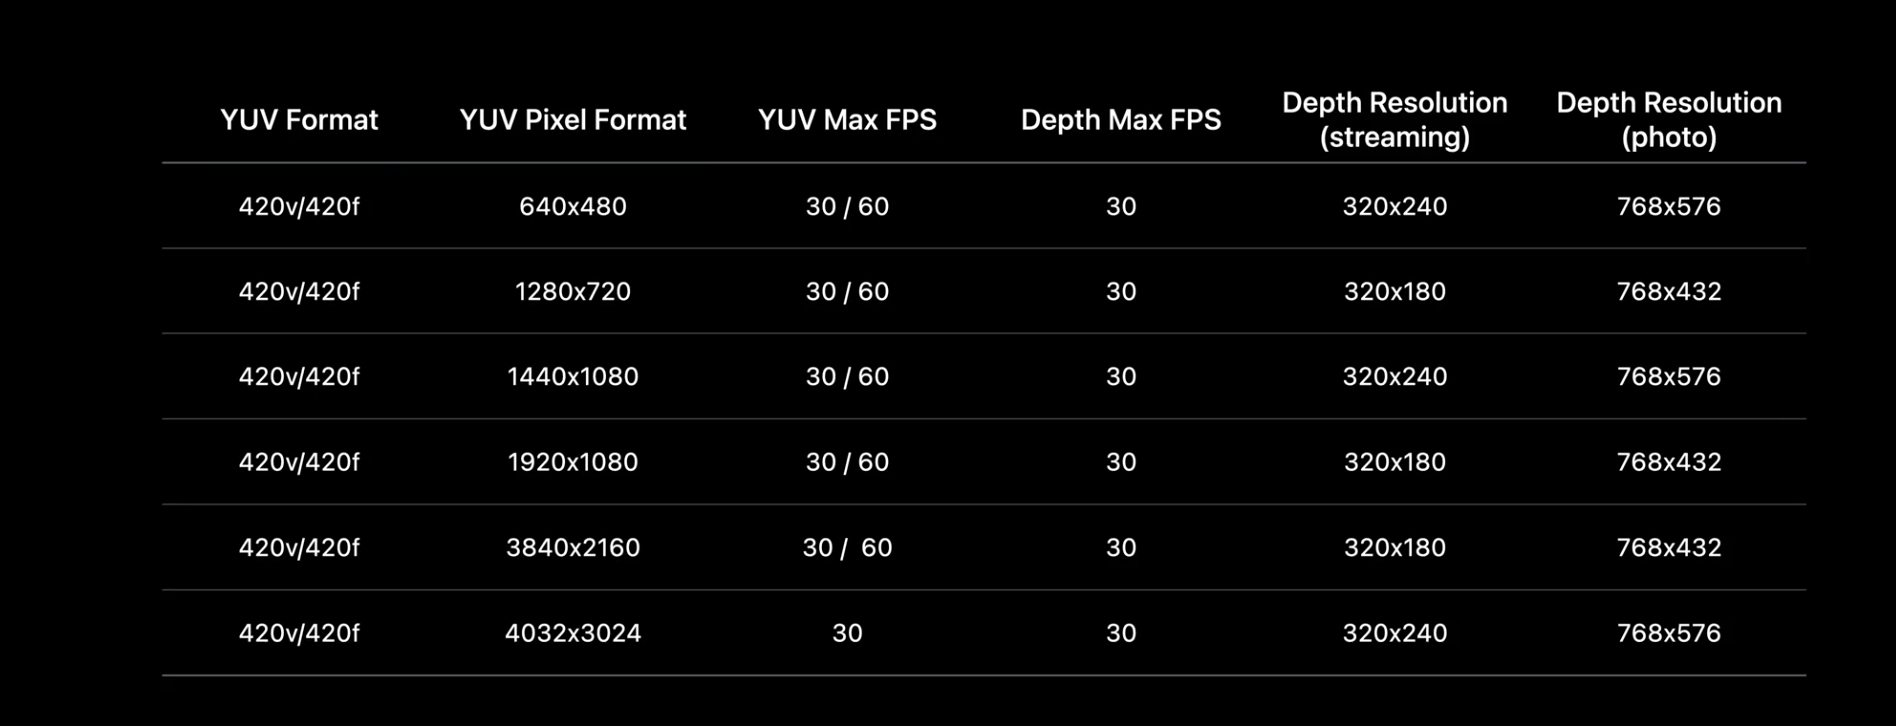 YUV Format YUV Pixel Format YUV Max FPS Depth Max FPS Depth Resolution (streaming) Depth Resolution (photo)
420v/420f 640x480 30 / 60 30 320x240 768x576
420v/420f 1280x720 30 / 60 30 320x180 768x432
420v/420f 1440x1080 30 / 60 30 320x240 768x576
420v/420f 1920x1080 30 / 60 30 320x180 768x432
420v/420f 3840x2160 30 /  60 30 320x180 768x432
420v/420f 4032x3024 30 30 320x240 768x576